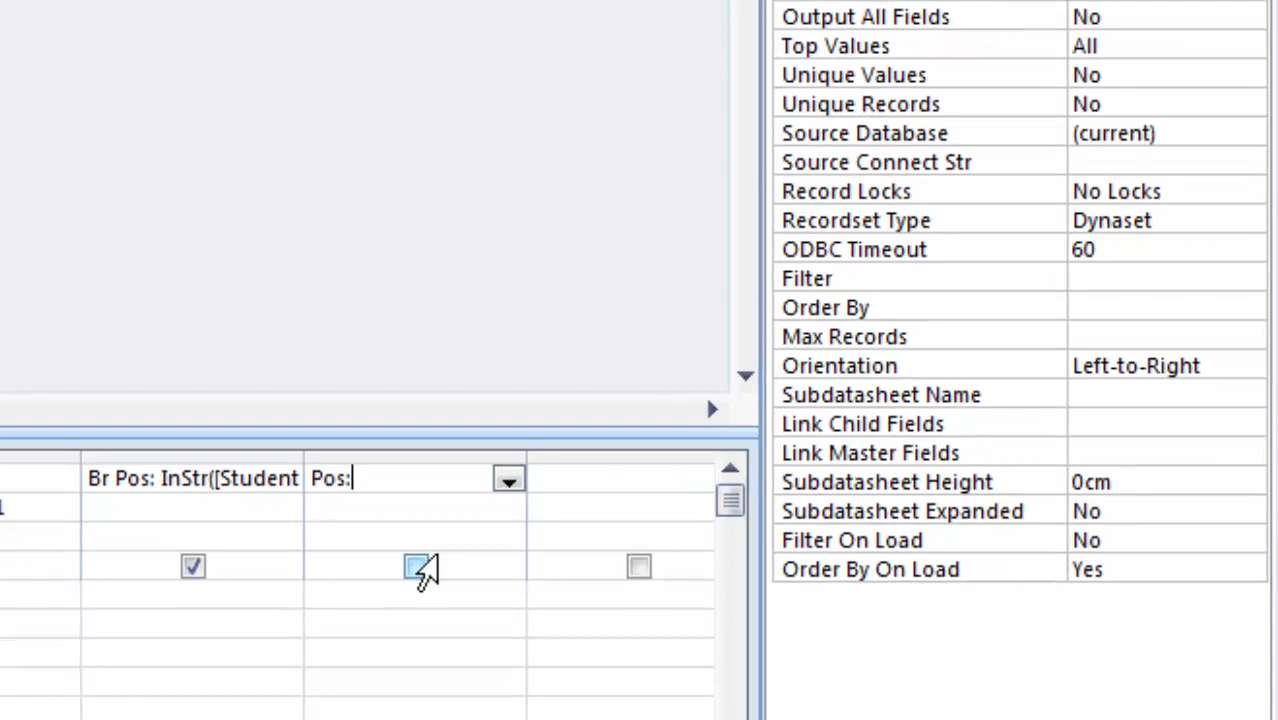 Output All Fields No
Top Values All
Unique Values No
Unique Records No
Source Database (current)
Source Connect Str
Record Locks No Locks
Recordset Type Dynaset
ODBC Timeout 60
Filter
Order By
Max Records
Orientation Left-to-Right
Subdatasheet Name
Link Child Fields
Link Master Fields
Subdatasheet Height 0cm
Subdatasheet Expanded No
Filter On Load No
Order By On Load Yes
Br Pos: InStr([Student Pos: